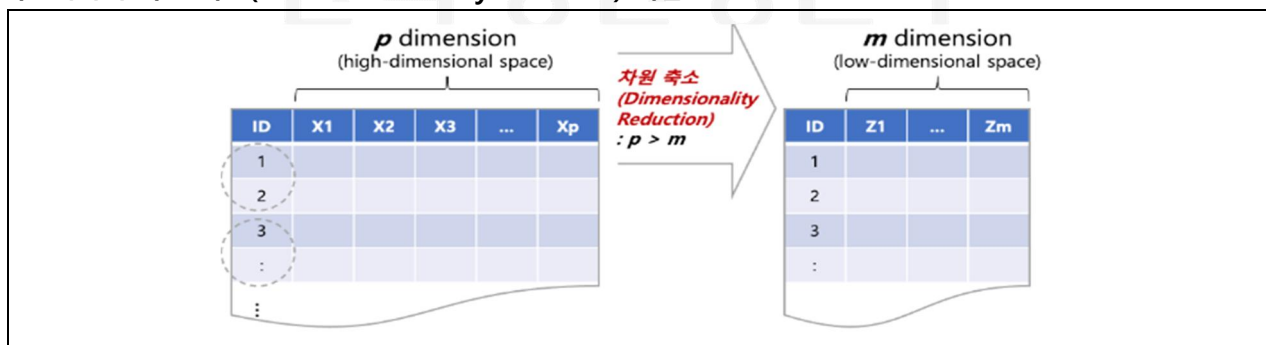 p dimension
(high-dimensional space)
차원 축소
(Dimensionality
Reduction)
: p > m
m dimension
(low-dimensional space)
ID X1 X2 X3 ... Xp
1
2
3
:
⋮
ID Z1 ... Zm
1
2
3
: